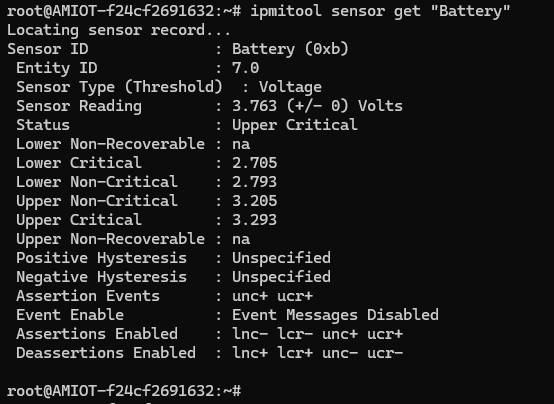 root@AMIOT-f24cf2691632:~# ipmitool sensor get "Battery"
Locating sensor record...
Sensor ID              : Battery (0xb)
 Entity ID             : 7.0
 Sensor Type (Threshold)  : Voltage
 Sensor Reading        : 3.763 (+/- 0) Volts
 Status                : Upper Critical
 Lower Non-Recoverable : na
 Lower Critical        : 2.705
 Lower Non-Critical    : 2.793
 Upper Non-Critical    : 3.205
 Upper Critical        : 3.293
 Upper Non-Recoverable : na
 Positive Hysteresis   : Unspecified
 Negative Hysteresis   : Unspecified
 Assertion Events      : unc+ ucr+
 Event Enable          : Event Messages Disabled
 Assertions Enabled    : lnc- lcr- unc+ ucr+
 Deassertions Enabled  : lnc+ lcr+ unc- ucr-
root@AMIOT-f24cf2691632:~#